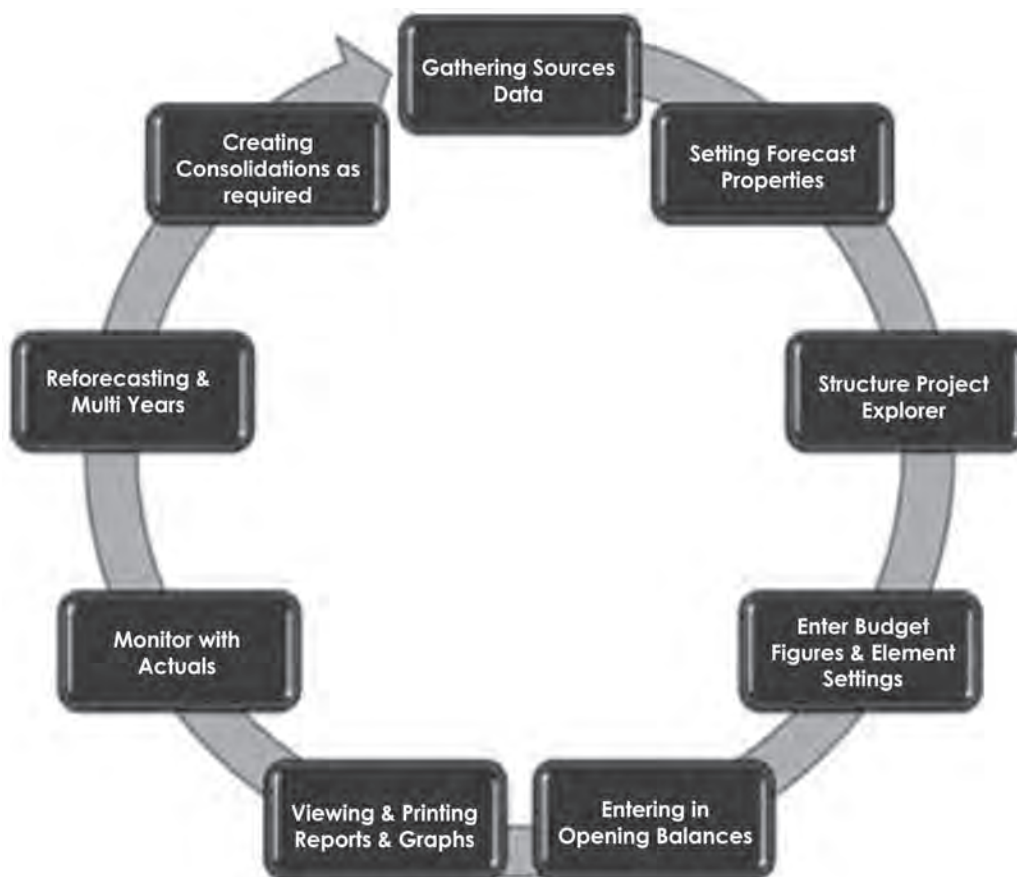 Gathering Sources
Data
Setting Forecast
Properties
Structure Project
Explorer
Enter Budget
Figures & Element
Settings
Entering in
Opening Balances
Viewing & Printing
Reports & Graphs
Monitor with
Actuals
Reforecasting &
Multi Years
Creating
Consolidations as
required